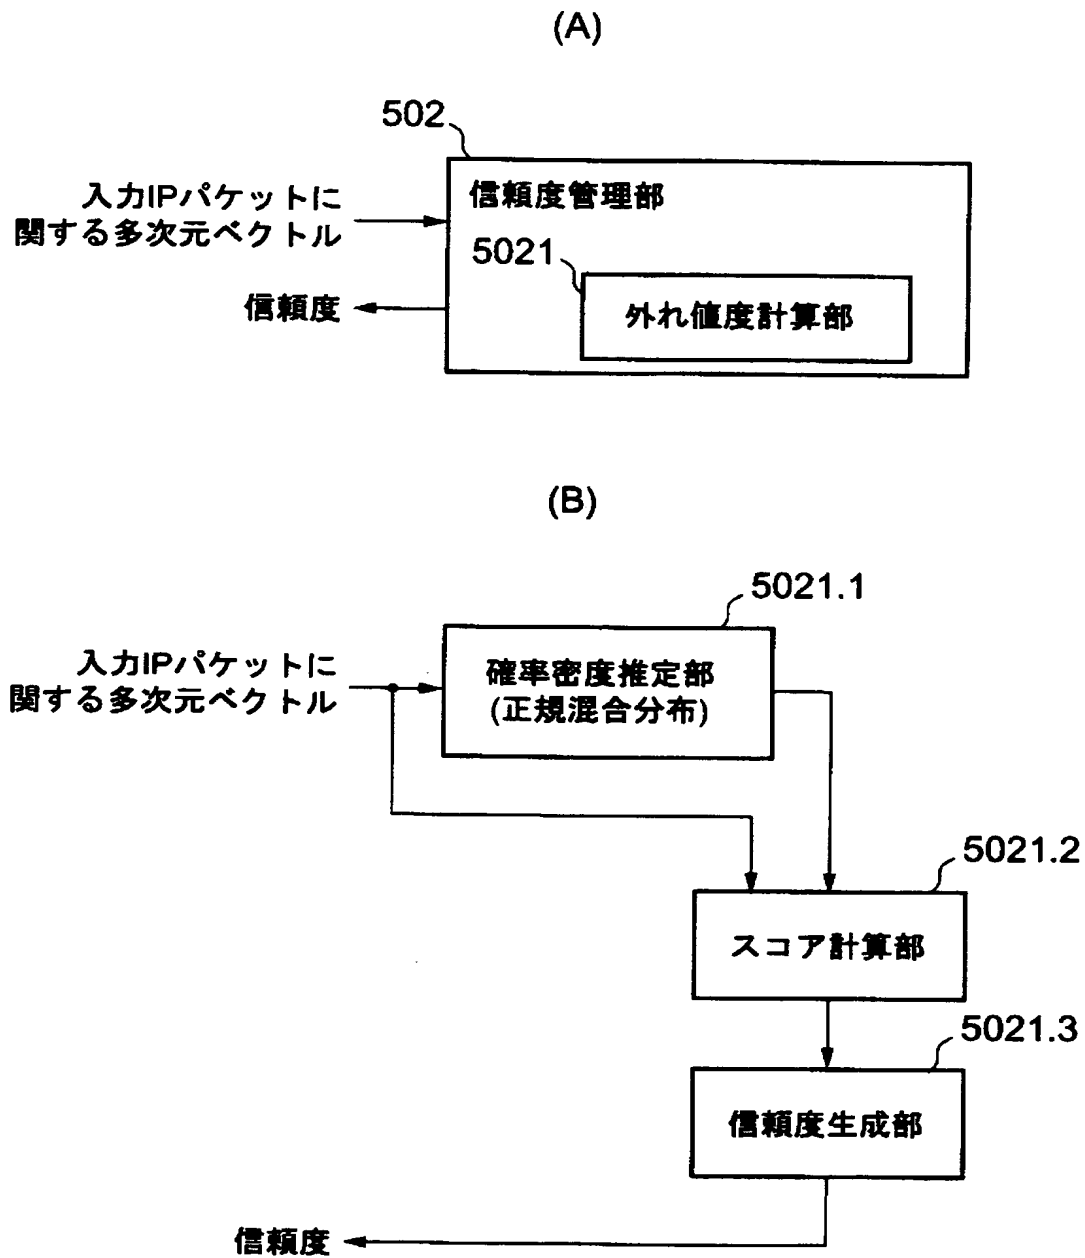 (A)
502
入力IPパケットに
関する多次元ベクトル
信頼度管理部
5021
外れ値度計算部
信頼度
(B)
5021.1
入力IPパケットに
関する多次元ベクトル
確率密度推定部
(正規混合分布)
5021.2
スコア計算部
5021.3
信頼度生成部
信頼度